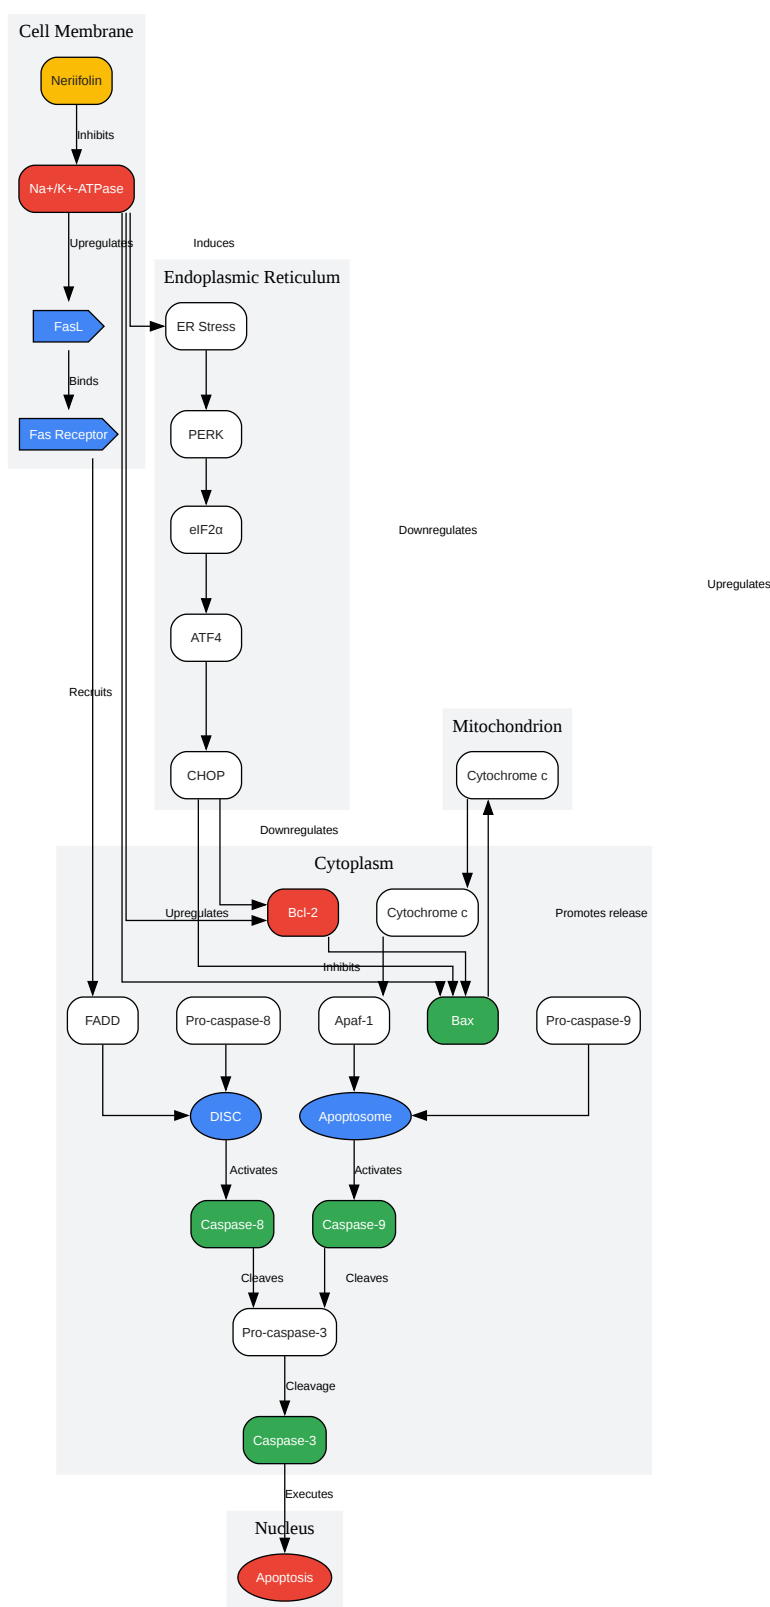 Cell Membrane
Neriifolin
Inhibits
Na+/K+-ATPase
Upregulates
Induces
Endoplasmic Reticulum
FasL
ER Stress
Binds
Fas Receptor
PERK
eIF2α
Downregulates
Upregulates
ATF4
Recruits
Mitochondrion
CHOP
Cytochrome c
Downregulates
Cytoplasm
Upregulates
Bcl-2
Cytochrome c
Promotes release
Inhibits
FADD
Pro-caspase-8
Apaf-1
Bax
Pro-caspase-9
DISC
Apoptosome
Activates
Activates
Caspase-8
Caspase-9
Cleaves
Cleaves
Pro-caspase-3
Cleavage
Caspase-3
Executes
Nucleus
Apoptosis